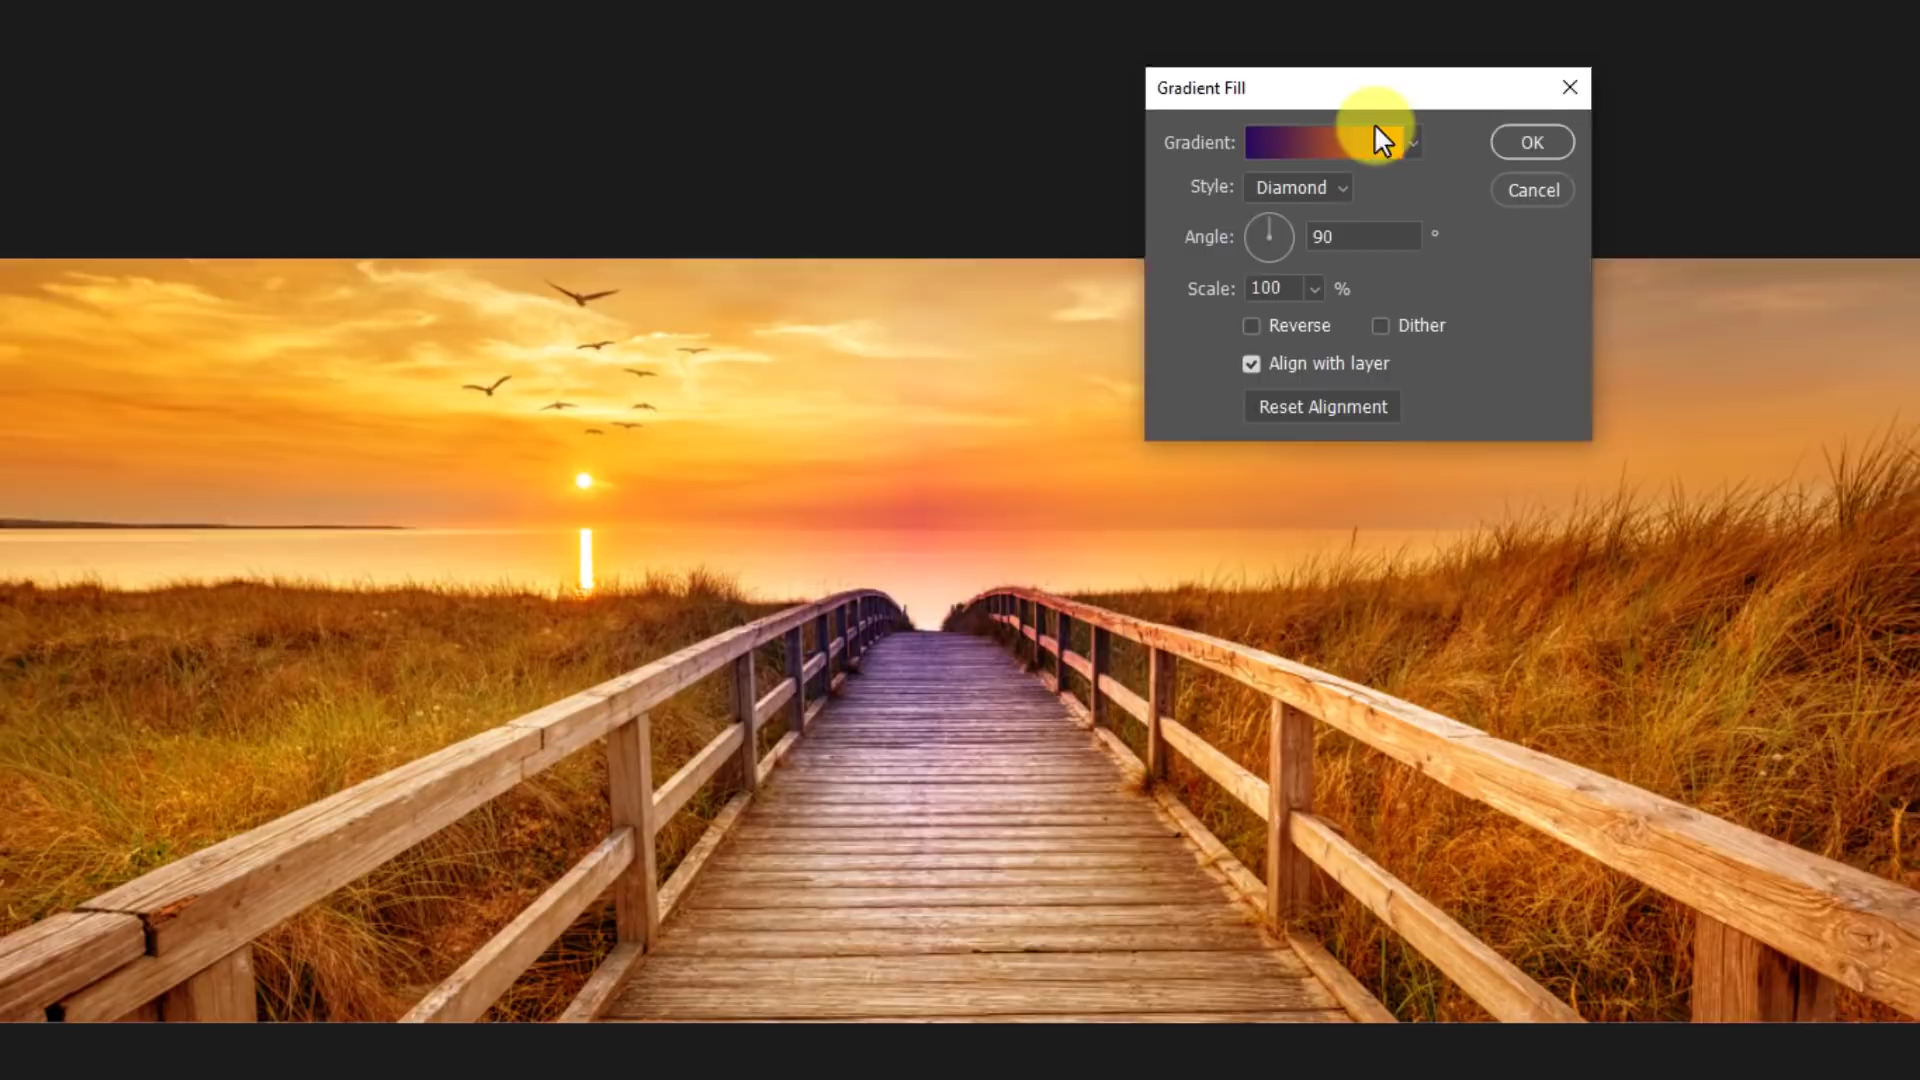 Gradient Fill
Gradient:
OK
Style: Diamond
Cancel
Angle: 90 °
Scale: 100 %
Reverse Dither
Align with layer
Reset Alignment